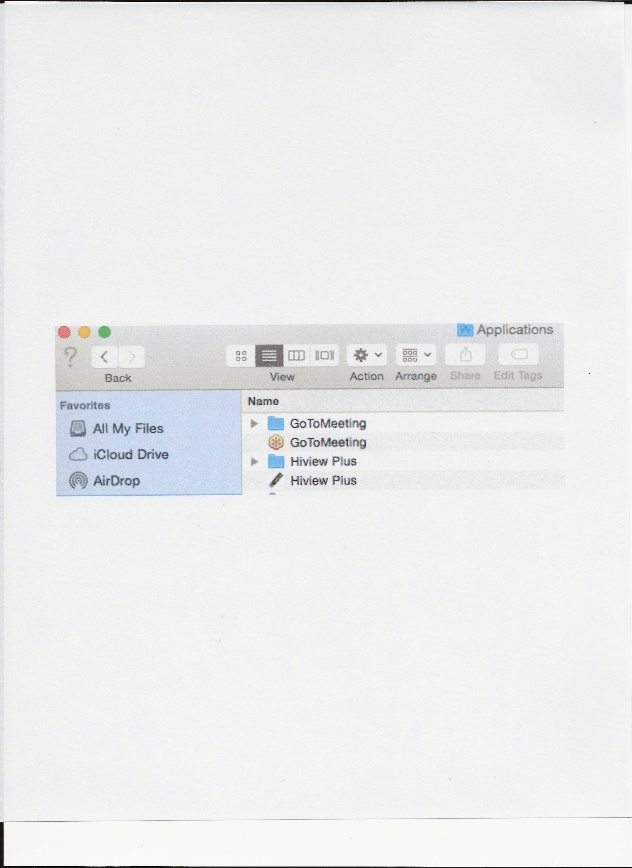 Applications
?
Back View Action Arrange Share Edit Tags
Favorites
All My Files
iCloud Drive
AirDrop
Name
GoToMeeting
GoToMeeting
Hiview Plus
Hiview Plus